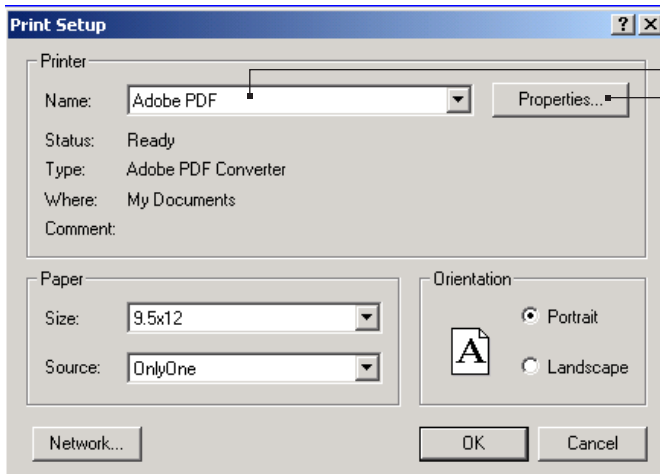 Print Setup
Printer
Name: Adobe PDF Properties...
Status: Ready
Type: Adobe PDF Converter
Where: My Documents
Comment:
Paper
Orientation
Size: 9.5x12
Portrait
A
Source: OnlyOne
Landscape
Network... OK Cancel